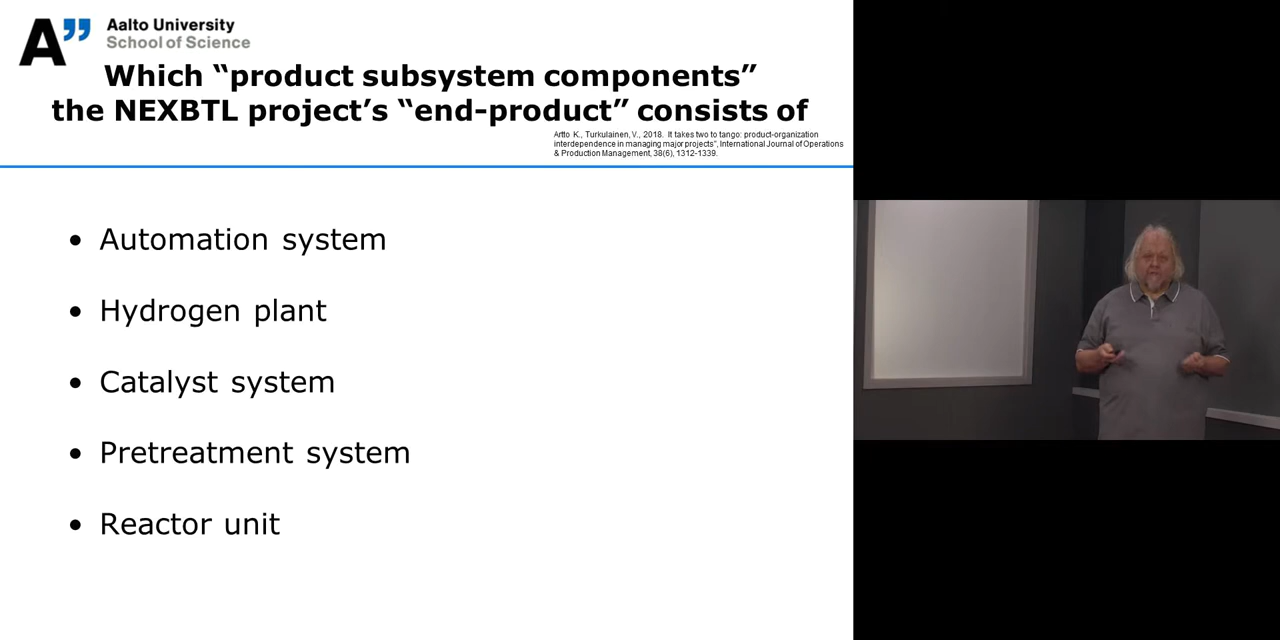 A”
Aalto University
School of Science
Which “product subsystem components”
the NEXBTL project’s “end-product” consists of
Artto K., Turkulainen, V., 2018. It takes two to tango: product-organization
interdependence in managing major projects”, International Journal of Operations
& Production Management, 38(6), 1312-1339.
• Automation system
• Hydrogen plant
• Catalyst system
• Pretreatment system
• Reactor unit